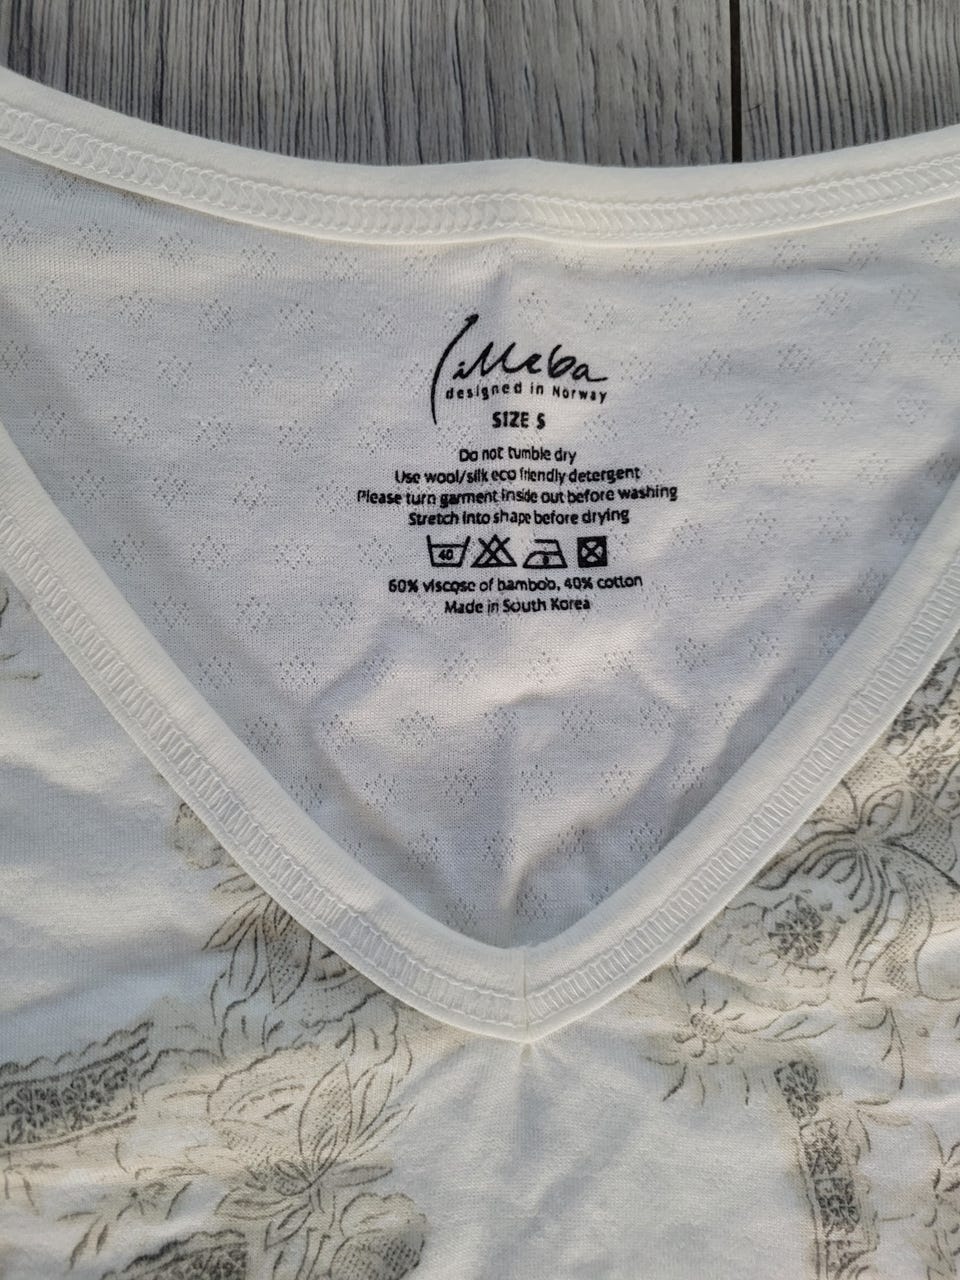 iMeba
designed in Norway
SIZE S
Do not tumble dry
Use wool/silk eco friendly detergent
Please turn garment inside out before washing
Stretch into shape before drying
40
60% viscose of bamboo, 40% cotton
Made in South Korea